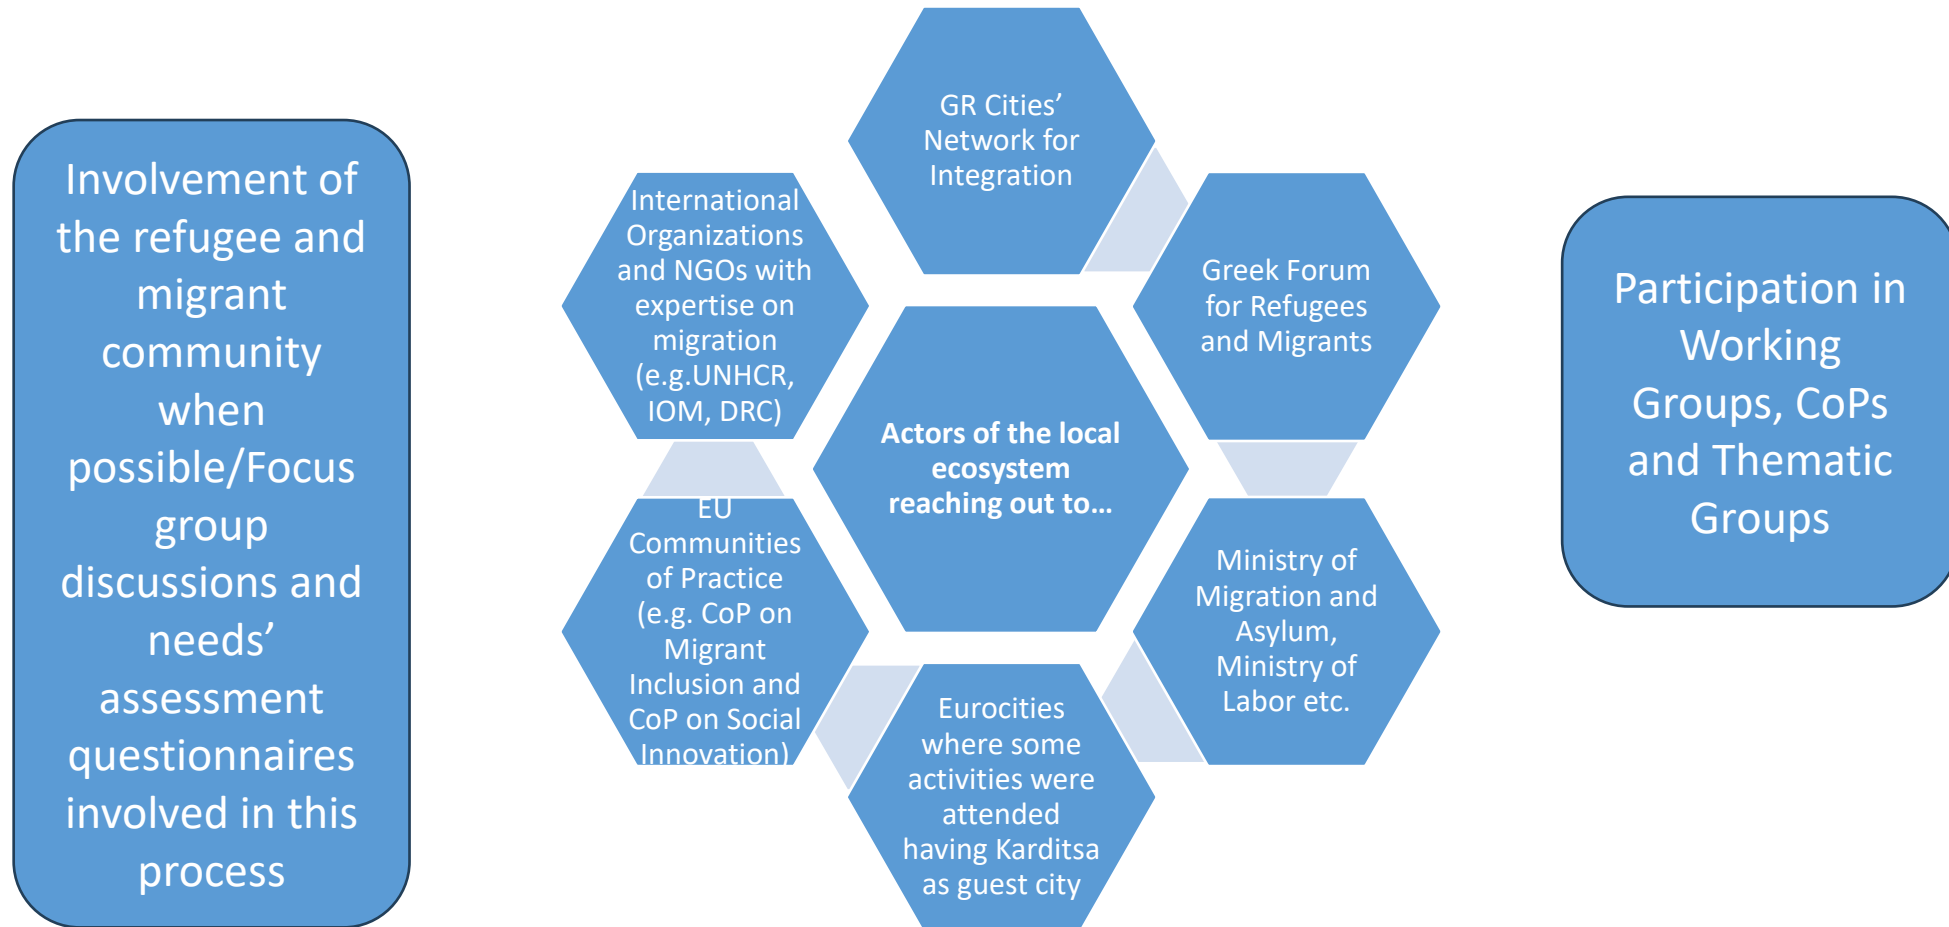 Involvement of
the refugee and
migrant
community
when
possible/Focus
group
discussions and
needs’
assessment
questionnaires
involved in this
process
GR Cities’
Network for
Integration
International
Organizations
and NGOs with
expertise on
migration
(e.g.UNHCR,
IOM, DRC)
Greek Forum
for Refugees
and Migrants
Actors of the local
ecosystem
reaching out to…
EU
Communities
of Practice
(e.g. CoP on
Migrant
Inclusion and
CoP on Social
Innovation)
Ministry of
Migration and
Asylum,
Ministry of
Labor etc.
Eurocities
where some
activities were
attended
having Karditsa
as guest city
Participation in
Working
Groups, CoPs
and Thematic
Groups